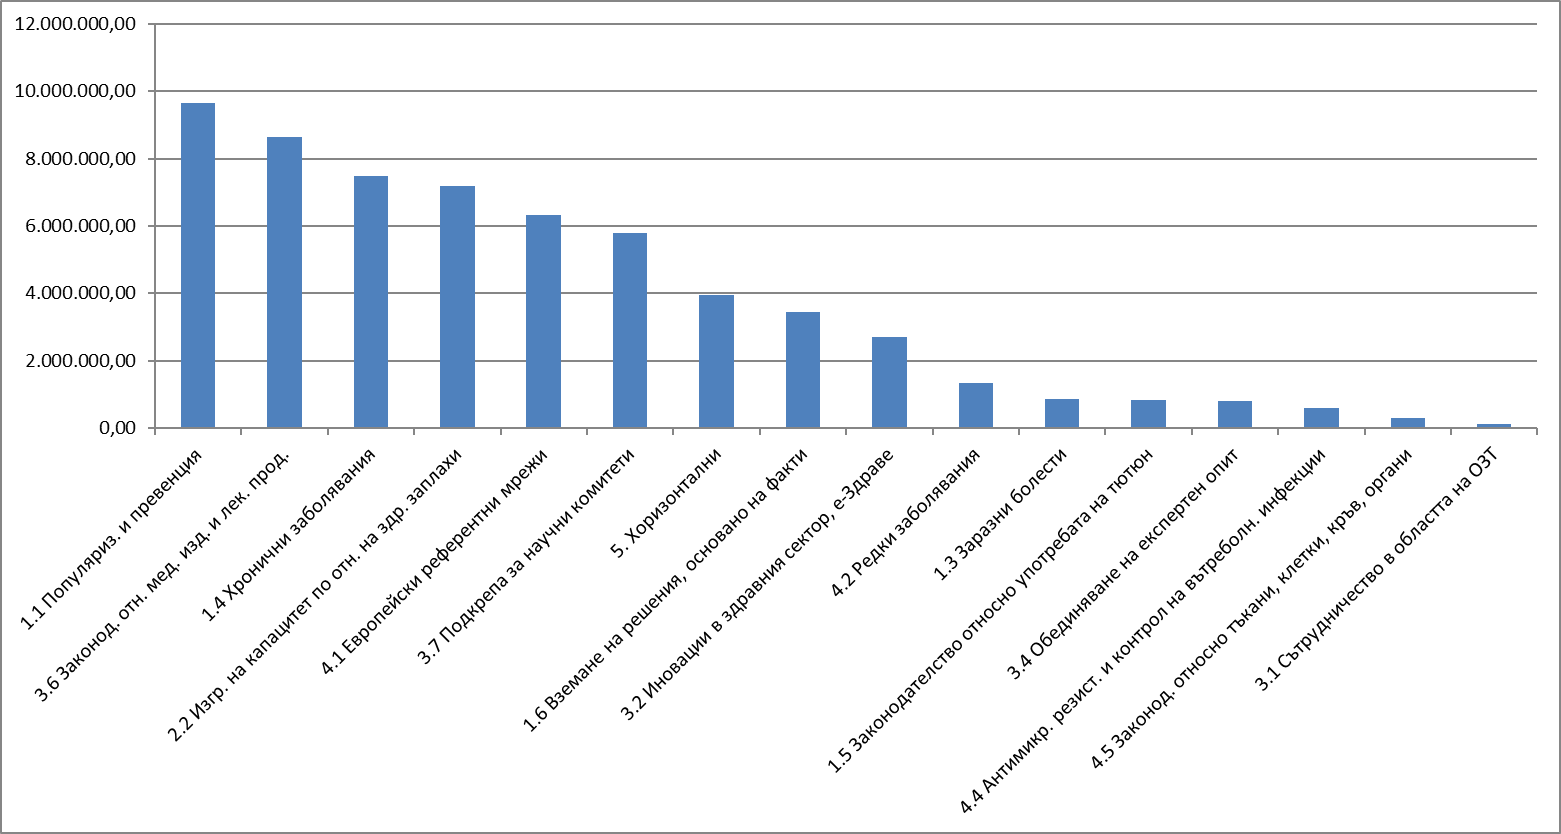 12.000.000,00
10.000.000,00
8.000.000,00
6.000.000,00
4.000.000,00
2.000.000,00
0,00
1.1 Популяриз. и превенция
3.6 Законод. отн. мед. изд. и лек. прод.
1.4 Хронични заболявания
2.2 Изгр. на капацитет по отн. на здр. заплахи
4.1 Европейски референтни мрежи
3.7 Подкрепа за научни комитети
5. Хоризонтални
1.6 Вземане на решения, основано на факти
3.2 Иновации в здравния сектор, е-Здраве
4.2 Редки заболявания
1.3 Заразни болести
1.5 Законодателство относно употребата на тютюн
3.4 Обединяване на експертен опит
4.4 Антимикр. резист. и контрол на вътреболн. инфекции
4.5 Законод. относно тъкани, клетки, кръв, органи
3.1 Сътрудничество в областта на ОЗТ